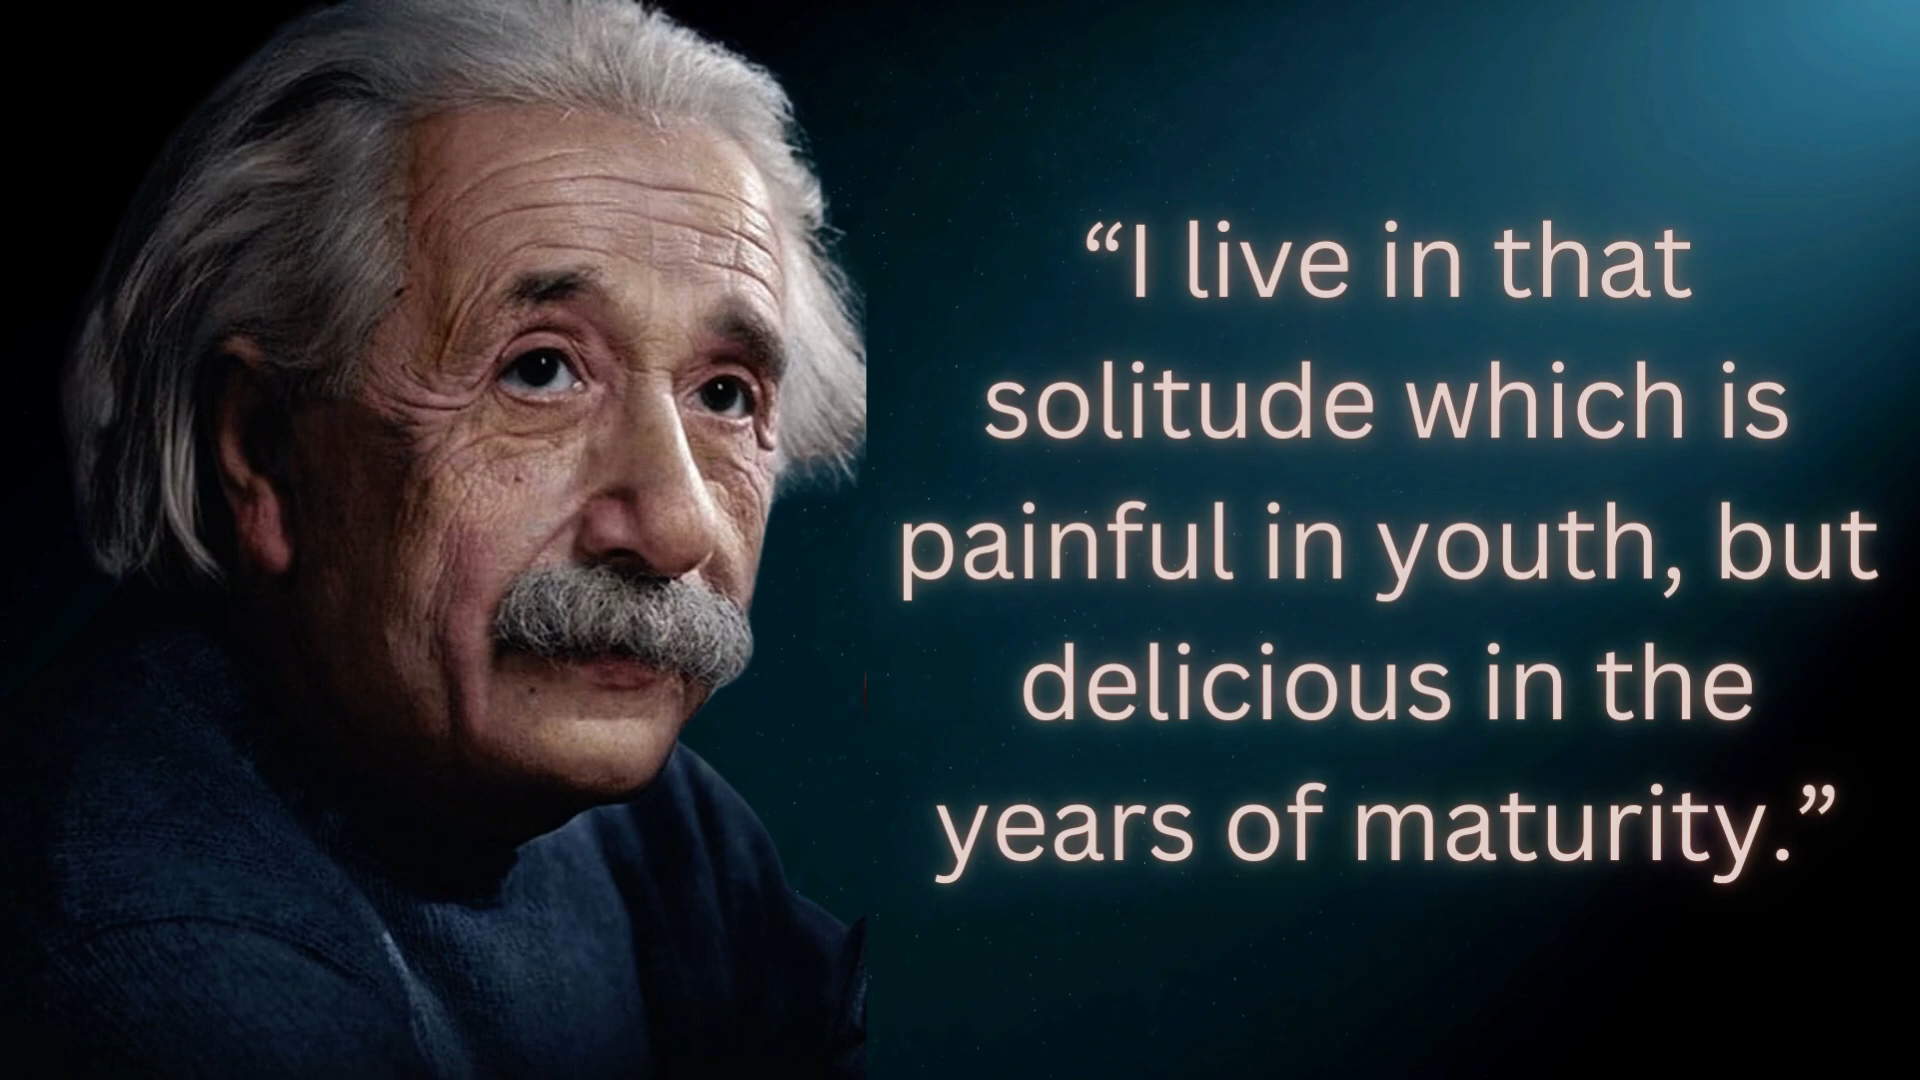 “I live in that
solitude which is
painful in youth, but
delicious in the
years of maturity.”